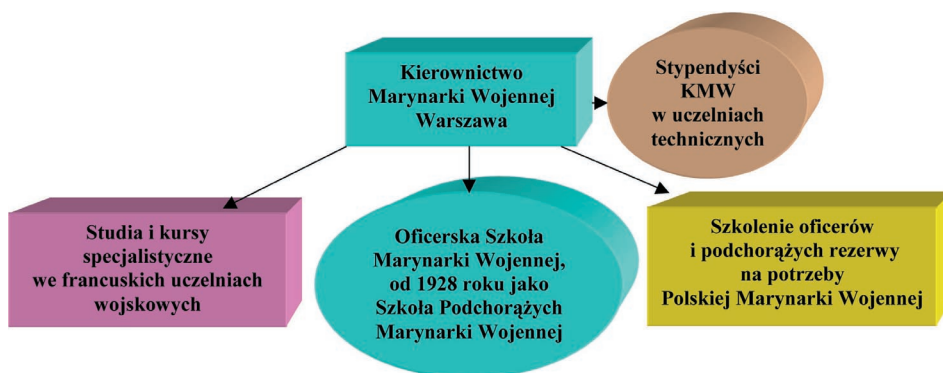 Kierownictwo
Marynarki Wojennej
Warszawa
Stypendyści
KMW
w uczelniach
technicznych
Studia i kursy
specjalistyczne
we francuskich uczelniach
wojskowych
Oficerska Szkoła
Marynarki Wojennej,
od 1928 roku jako
Szkoła Podchorążych
Marynarki Wojennej
Szkolenie oficerów
i podchorążych rezerwy
na potrzeby
Polskiej Marynarki Wojennej